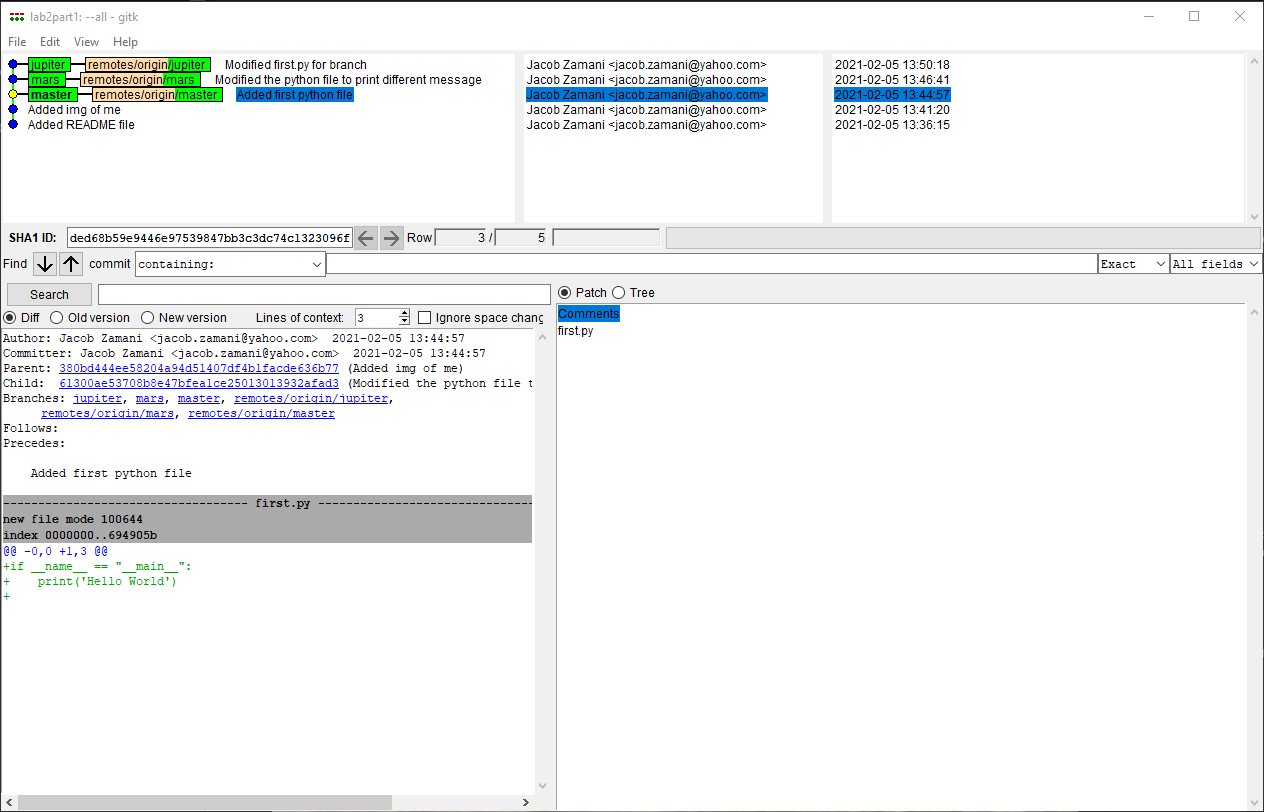 lab2part1: --all - gitk
File Edit View Help
jupiter remotes/origin/jupiter Modified first.py for branch Jacob Zamani <jacob.zamani@yahoo.com> 2021-02-05 13:50:18
mars remotes/origin/mars Modified the python file to print different message Jacob Zamani <jacob.zamani@yahoo.com> 2021-02-05 13:46:41
master remotes/origin/master Added first python file Jacob Zamani <jacob.zamani@yahoo.com> 2021-02-05 13:44:57
Added img of me Jacob Zamani <jacob.zamani@yahoo.com> 2021-02-05 13:41:20
Added README file Jacob Zamani <jacob.zamani@yahoo.com> 2021-02-05 13:36:15
SHA1 ID: ded68b59e9446e97539847bb3c3dc74c1323096f Row 3 / 5
Find commit containing: Exact All fields
Search
Patch Tree
Diff Old version New version Lines of context: 3 Ignore space chang
Comments
first.py
Author: Jacob Zamani <jacob.zamani@yahoo.com> 2021-02-05 13:44:57
Committer: Jacob Zamani <jacob.zamani@yahoo.com> 2021-02-05 13:44:57
Parent: 380bd444ee58204a94d51407df4b1facde636b77 (Added img of me)
Child: 61300ae53708b8e47bfea1ce25013013932afad3 (Modified the python file t
Branches: jupiter, mars, master, remotes/origin/jupiter,
remotes/origin/mars, remotes/origin/master
Follows:
Precedes:
Added first python file
----------------------------------- first.py -------------------------------
new file mode 100644
index 0000000..694905b
@@ -0,0 +1,3 @@
+if __name__ == "__main__":
+    print('Hello World')
+